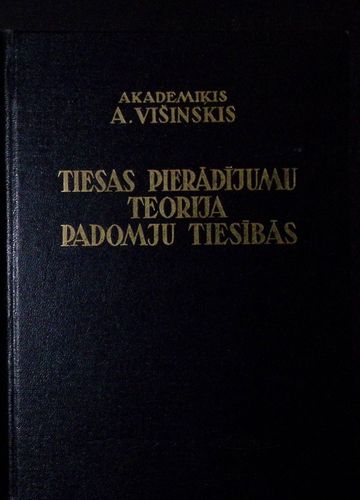 AKADEMIĶIS
A. VIŠINSKIS
TIESAS PIERĀDĪJUMU
TEORIJA
PADOMJU TIESĪBĀS